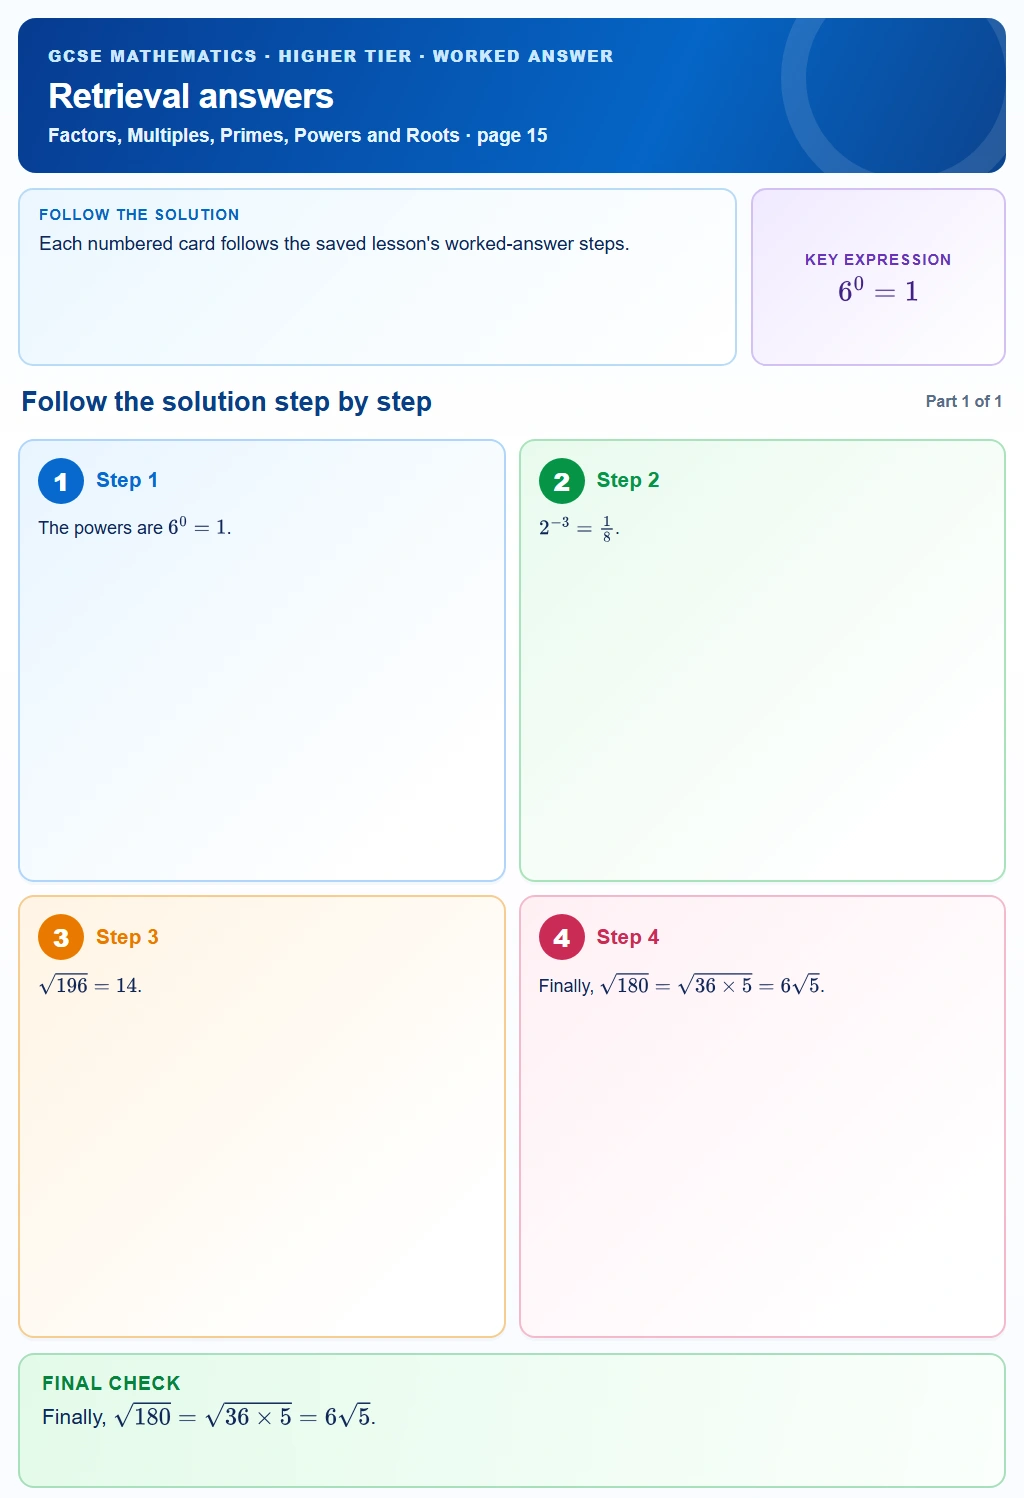 GCSE MATHEMATICS · HIGHER TIER · WORKED ANSWER
Retrieval answers
Factors, Multiples, Primes, Powers and Roots · page 15
FOLLOW THE SOLUTION
Each numbered card follows the saved lesson's worked-answer steps.
KEY EXPRESSION
6⁰ = 1
Follow the solution step by step
Part 1 of 1
1 Step 1
The powers are 6⁰ = 1.
2 Step 2
2⁻³ = 1/8.
3 Step 3
√196 = 14.
4 Step 4
Finally, √180 = √(36 × 5) = 6√5.
FINAL CHECK
Finally, √180 = √(36 × 5) = 6√5.